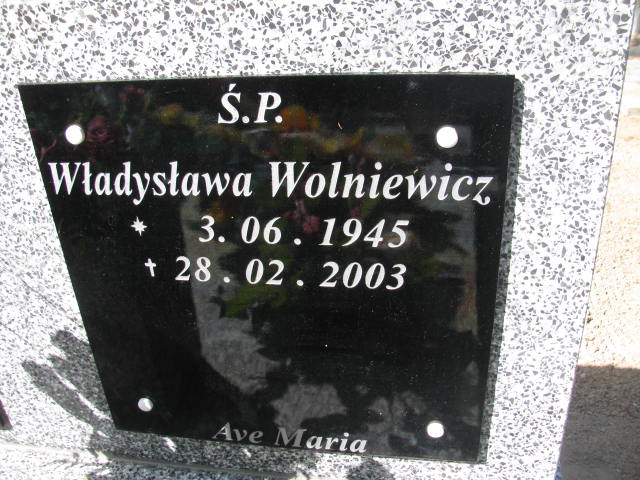 Ś.P.
Władysława Wolniewicz
* 3. 06 . 1945
✝ 28 . 02 . 2003
Ave Maria